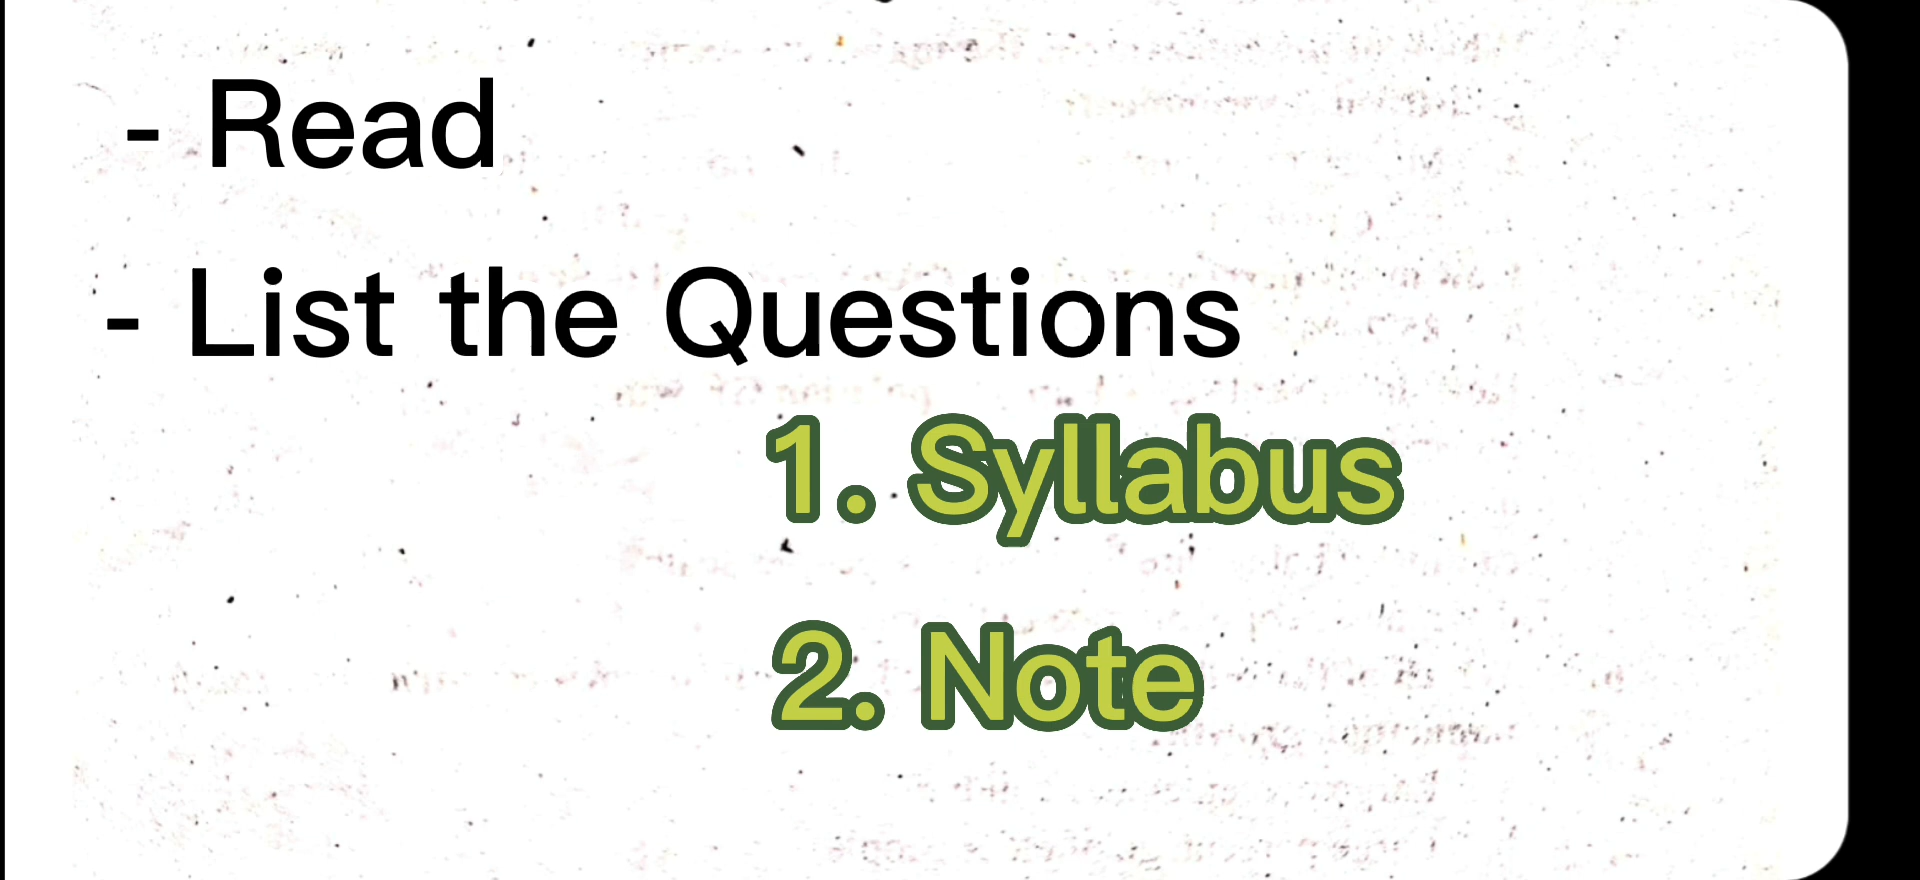 - Read
- List the Questions
1. Syllabus
2. Note